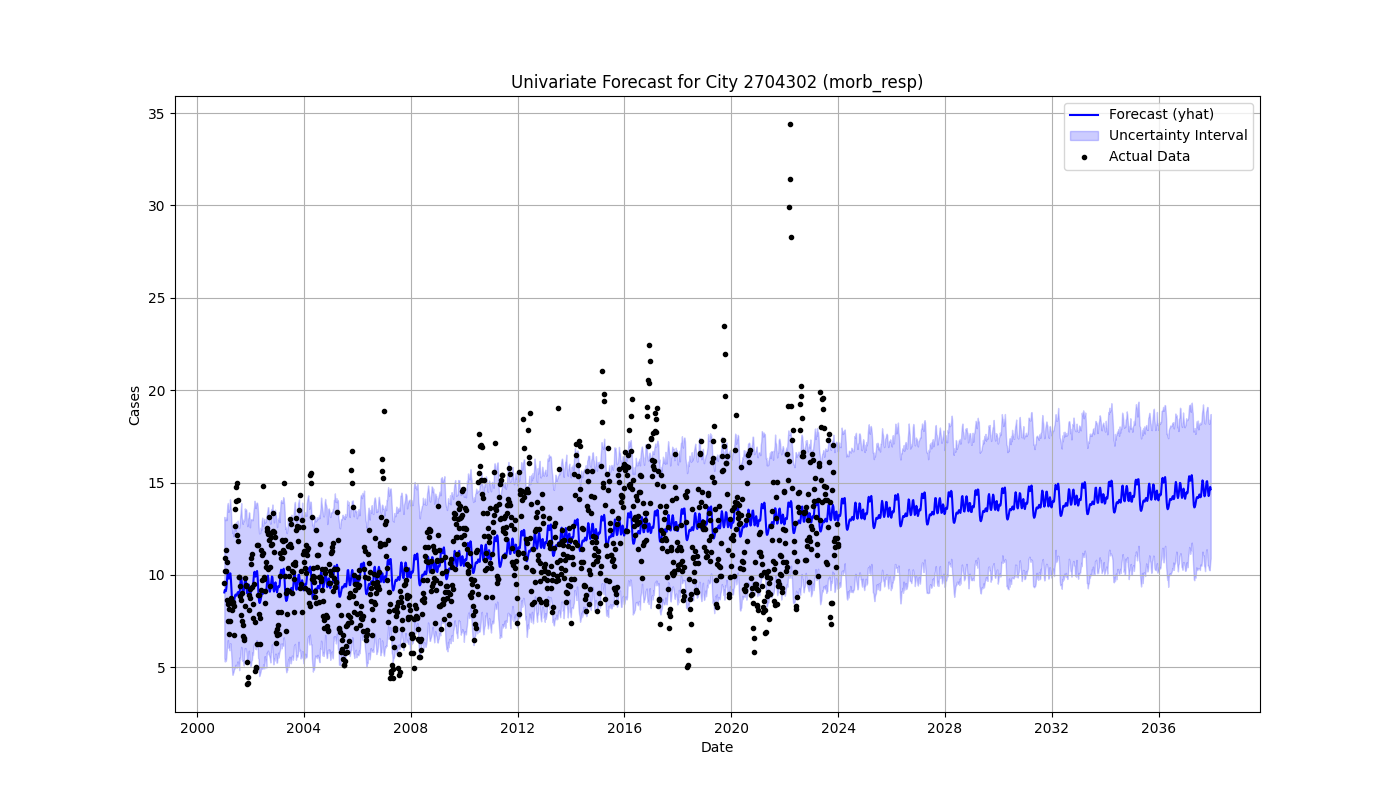 Univariate Forecast for City 2704302 (morb_resp)
Forecast (yhat)
Uncertainty Interval
Actual Data
35
30
25
20
15
10
5
Cases
2000 2004 2008 2012 2016 2020 2024 2028 2032 2036
Date